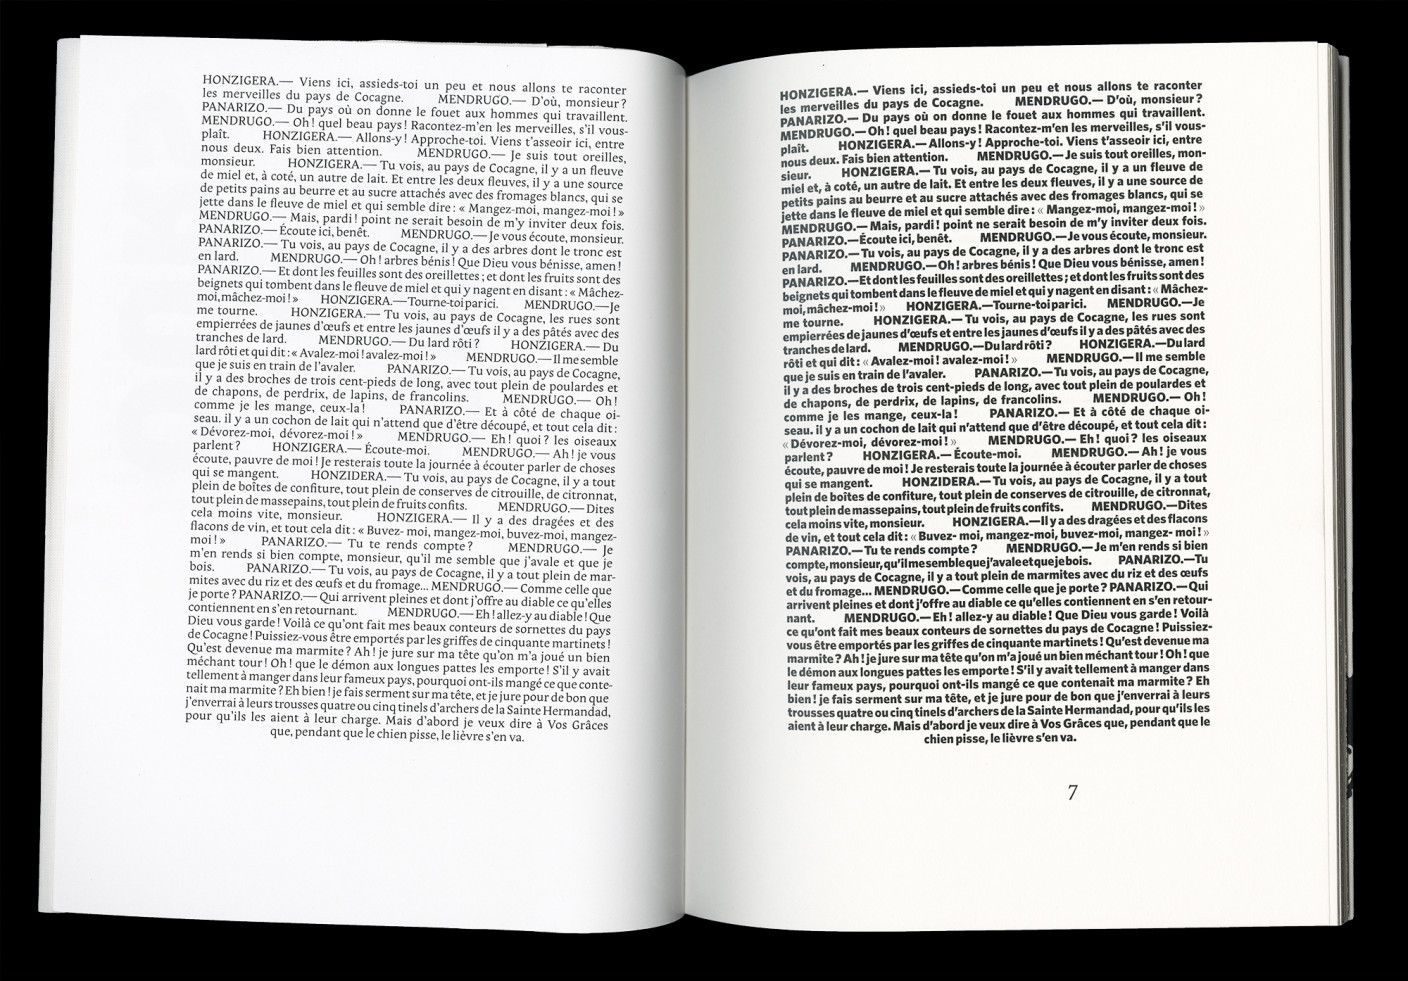 HONZIGERA.— Viens ici, assieds-toi un peu et nous allons te raconter
les merveilles du pays de Cocagne. MENDRUGO.— D'où, monsieur ?
PANARIZO.— Du pays où on donne le fouet aux hommes qui travaillent.
MENDRUGO.— Oh ! quel beau pays ! Racontez-m'en les merveilles, s'il vous-
plaît. HONZIGERA.— Allons-y ! Approche-toi. Viens t'asseoir ici, entre
nous deux. Fais bien attention. MENDRUGO.— Je suis tout oreilles,
monsieur. HONZIGERA.— Tu vois, au pays de Cocagne, il y a un fleuve
de miel et, à coté, un autre de lait. Et entre les deux fleuves, il y a une source
de petits pains au beurre et au sucre attachés avec des fromages blancs, qui se
jette dans le fleuve de miel et qui semble dire : « Mangez-moi, mangez-moi ! »
MENDRUGO.— Mais, pardi ! point ne serait besoin de m'y inviter deux fois.
PANARIZO.— Écoute ici, benêt. MENDRUGO.— Je vous écoute, monsieur.
PANARIZO.— Tu vois, au pays de Cocagne, il y a des arbres dont le tronc est
en lard. MENDRUGO.— Oh ! arbres bénis ! Que Dieu vous bénisse, amen !
PANARIZO.— Et dont les feuilles sont des oreillettes ; et dont les fruits sont des
beignets qui tombent dans le fleuve de miel et qui y nagent en disant : « Mâchez-
moi, mâchez-moi ! » HONZIGERA.—Tourne-toi par ici. MENDRUGO.—Je
me tourne. HONZIGERA.— Tu vois, au pays de Cocagne, les rues sont
empierrées de jaunes d'œufs et entre les jaunes d'œufs il y a des pâtés avec des
tranches de lard. MENDRUGO.— Du lard rôti ? HONZIGERA.— Du
lard rôti et qui dit : « Avalez-moi ! avalez-moi ! » MENDRUGO.— Il me semble
que je suis en train de l'avaler. PANARIZO.— Tu vois, au pays de Cocagne,
il y a des broches de trois cent-pieds de long, avec tout plein de poulardes et
de chapons, de perdrix, de lapins, de francolins. MENDRUGO.— Oh !
comme je les mange, ceux-la ! PANARIZO.— Et à côté de chaque oi-
seau. il y a un cochon de lait qui n'attend que d'être découpé, et tout cela dit :
« Dévorez-moi, dévorez-moi ! » MENDRUGO.— Eh ! quoi ? les oiseaux
parlent ? HONZIGERA.— Écoute-moi. MENDRUGO.— Ah ! je vous
écoute, pauvre de moi ! Je resterais toute la journée à écouter parler de choses
qui se mangent. HONZIDERA.— Tu vois, au pays de Cocagne, il y a tout
plein de boîtes de confiture, tout plein de conserves de citrouille, de citronnat,
tout plein de massepains, tout plein de fruits confits. MENDRUGO.— Dites
cela moins vite, monsieur. HONZIGERA.— Il y a des dragées et des
flacons de vin, et tout cela dit : « Buvez- moi, mangez-moi, buvez-moi, mangez-
moi ! » PANARIZO.— Tu te rends compte ? MENDRUGO.— Je
m'en rends si bien compte, monsieur, qu'il me semble que j'avale et que je
bois. PANARIZO.— Tu vois, au pays de Cocagne, il y a tout plein de mar-
mites avec du riz et des œufs et du fromage... MENDRUGO.— Comme celle que
je porte ? PANARIZO.— Qui arrivent pleines et dont j'offre au diable ce qu'elles
contiennent en s'en retournant. MENDRUGO.— Eh ! allez-y au diable ! Que
Dieu vous garde ! Voilà ce qu'ont fait mes beaux conteurs de sornettes du pays
de Cocagne ! Puissiez-vous être emportés par les griffes de cinquante martinets !
Qu'est devenue ma marmite ? Ah ! je jure sur ma tête qu'on m'a joué un bien
méchant tour ! Oh ! que le démon aux longues pattes les emporte ! S'il y avait
tellement à manger dans leur fameux pays, pourquoi ont-ils mangé ce que conte-
nait ma marmite ? Eh bien ! je fais serment sur ma tête, et je jure pour de bon que
j'enverrai à leurs trousses quatre ou cinq tinels d'archers de la Sainte Hermandad,
pour qu'ils les aient à leur charge. Mais d'abord je veux dire à Vos Grâces
que, pendant que le chien pisse, le lièvre s'en va.
HONZIGERA.— Viens ici, assieds-toi un peu et nous allons te raconter
les merveilles du pays de Cocagne. MENDRUGO.— D'où, monsieur ?
PANARIZO.— Du pays où on donne le fouet aux hommes qui travaillent.
MENDRUGO.— Oh ! quel beau pays ! Racontez-m'en les merveilles, s'il vous-
plaît. HONZIGERA.— Allons-y ! Approche-toi. Viens t'asseoir ici, entre
nous deux. Fais bien attention. MENDRUGO.— Je suis tout oreilles, mon-
sieur. HONZIGERA.— Tu vois, au pays de Cocagne, il y a un fleuve de
miel et, à coté, un autre de lait. Et entre les deux fleuves, il y a une source de
petits pains au beurre et au sucre attachés avec des fromages blancs, qui se
jette dans le fleuve de miel et qui semble dire : « Mangez-moi, mangez-moi ! »
MENDRUGO.— Mais, pardi ! point ne serait besoin de m'y inviter deux fois.
PANARIZO.—Écoute ici, benêt. MENDRUGO.—Je vous écoute, monsieur.
PANARIZO.—Tu vois, au pays de Cocagne, il y a des arbres dont le tronc est
en lard. MENDRUGO.—Oh ! arbres bénis ! Que Dieu vous bénisse, amen !
PANARIZO.—Et dont les feuilles sont des oreillettes ; et dont les fruits sont des
beignets qui tombent dans le fleuve de miel et qui y nagent en disant : « Mâchez-
moi, mâchez-moi ! » HONZIGERA.—Tourne-toi par ici. MENDRUGO.—Je
me tourne. HONZIGERA.— Tu vois, au pays de Cocagne, les rues sont
empierrées de jaunes d'œufs et entre les jaunes d'œufs il y a des pâtés avec des
tranches de lard. MENDRUGO.—Du lard rôti ? HONZIGERA.—Du lard
rôti et qui dit : « Avalez-moi ! avalez-moi ! » MENDRUGO.— Il me semble
que je suis en train de l'avaler. PANARIZO.—Tu vois, au pays de Cocagne,
il y a des broches de trois cent-pieds de long, avec tout plein de poulardes et
de chapons, de perdrix, de lapins, de francolins. MENDRUGO.— Oh !
comme je les mange, ceux-la ! PANARIZO.— Et à côté de chaque oi-
seau. il y a un cochon de lait qui n'attend que d'être découpé, et tout cela dit :
« Dévorez-moi, dévorez-moi ! » MENDRUGO.— Eh ! quoi ? les oiseaux
parlent ? HONZIGERA.— Écoute-moi. MENDRUGO.— Ah ! je vous
écoute, pauvre de moi ! Je resterais toute la journée à écouter parler de choses
qui se mangent. HONZIDERA.— Tu vois, au pays de Cocagne, il y a tout
plein de boîtes de confiture, tout plein de conserves de citrouille, de citronnat,
tout plein de massepains, tout plein de fruits confits. MENDRUGO.—Dites
cela moins vite, monsieur. HONZIGERA.—Il y a des dragées et des flacons
de vin, et tout cela dit : « Buvez- moi, mangez-moi, buvez-moi, mangez- moi ! »
PANARIZO.— Tu te rends compte ? MENDRUGO.— Je m'en rends si bien
compte, monsieur, qu'il me semble que j'avale et que je bois. PANARIZO.—Tu
vois, au pays de Cocagne, il y a tout plein de marmites avec du riz et des œufs
et du fromage... MENDRUGO.— Comme celle que je porte ? PANARIZO.—Qui
arrivent pleines et dont j'offre au diable ce qu'elles contiennent en s'en retour-
nant. MENDRUGO.— Eh ! allez-y au diable ! Que Dieu vous garde ! Voilà
ce qu'ont fait mes beaux conteurs de sornettes du pays de Cocagne ! Puissiez-
vous être emportés par les griffes de cinquante martinets ! Qu'est devenue ma
marmite ? Ah ! je jure sur ma tête qu'on m'a joué un bien méchant tour ! Oh ! que
le démon aux longues pattes les emporte ! S'il y avait tellement à manger dans
leur fameux pays, pourquoi ont-ils mangé ce que contenait ma marmite ? Eh
bien ! je fais serment sur ma tête, et je jure pour de bon que j'enverrai à leurs
trousses quatre ou cinq tinels d'archers de la Sainte Hermandad, pour qu'ils les
aient à leur charge. Mais d'abord je veux dire à Vos Grâces que, pendant que le
chien pisse, le lièvre s'en va.
7